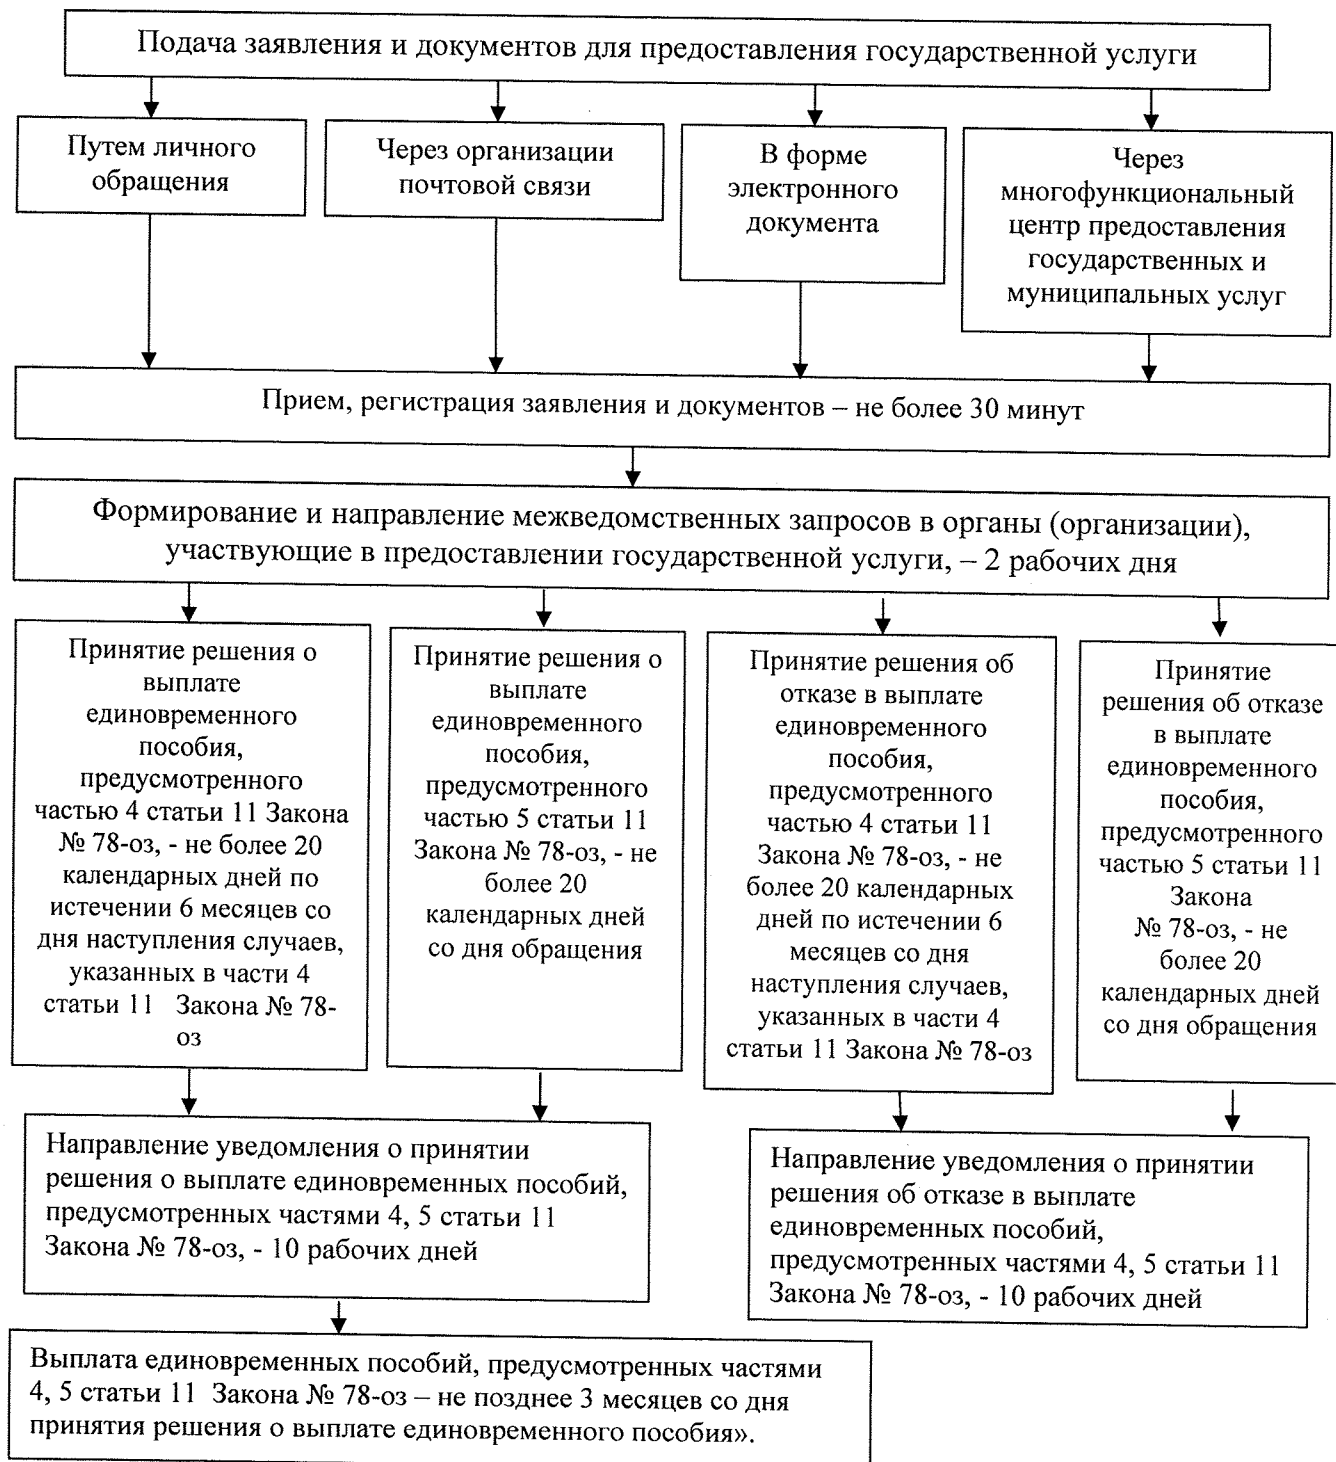 Подача заявления и документов для предоставления государственной услуги
Путем личного
обращения
Через организации
почтовой связи
В форме
электронного
документа
Через
многофункциональный
центр предоставления
государственных и
муниципальных услуг
Прием, регистрация заявления и документов – не более 30 минут
Формирование и направление межведомственных запросов в органы (организации),
участвующие в предоставлении государственной услуги, – 2 рабочих дня
Принятие решения о
выплате
единовременного
пособия,
предусмотренного
частью 4 статьи 11 Закона
№ 78-оз, - не более 20
календарных дней по
истечении 6 месяцев со
дня наступления случаев,
указанных в части 4
статьи 11 Закона № 78-
оз
Принятие решения о
выплате
единовременного
пособия,
предусмотренного
частью 5 статьи 11
Закона № 78-оз, - не
более 20
календарных дней
со дня обращения
Принятие решения об
отказе в выплате
единовременного
пособия,
предусмотренного
частью 4 статьи 11
Закона № 78-оз, - не
более 20 календарных
дней по истечении 6
месяцев со дня
наступления случаев,
указанных в части 4
статьи 11 Закона № 78-оз
Принятие
решения об отказе
в выплате
единовременного
пособия,
предусмотренного
частью 5 статьи 11
Закона
№ 78-оз, - не
более 20
календарных дней
со дня обращения
Направление уведомления о принятии
решения о выплате единовременных пособий,
предусмотренных частями 4, 5 статьи 11
Закона № 78-оз, - 10 рабочих дней
Направление уведомления о принятии
решения об отказе в выплате
единовременных пособий,
предусмотренных частями 4, 5 статьи 11
Закона № 78-оз, - 10 рабочих дней
Выплата единовременных пособий, предусмотренных частями
4, 5 статьи 11 Закона № 78-оз – не позднее 3 месяцев со дня
принятия решения о выплате единовременного пособия».